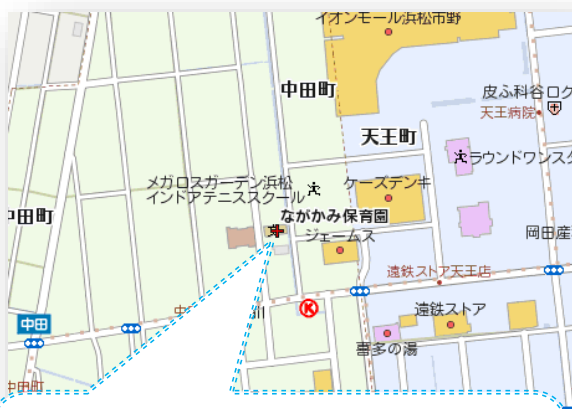 イオンモール浜松市野
中田町
皮ふ科谷口ク
天王病院
天王町
ラウンドワンスタ
メガロスガーデン浜松
インドアテニススクール
ケーズデンキ
中田町
ながかみ保育園
ジェームス
岡田産
遠鉄ストア天王店
K
中田
遠鉄ストア
喜多の湯
中田町